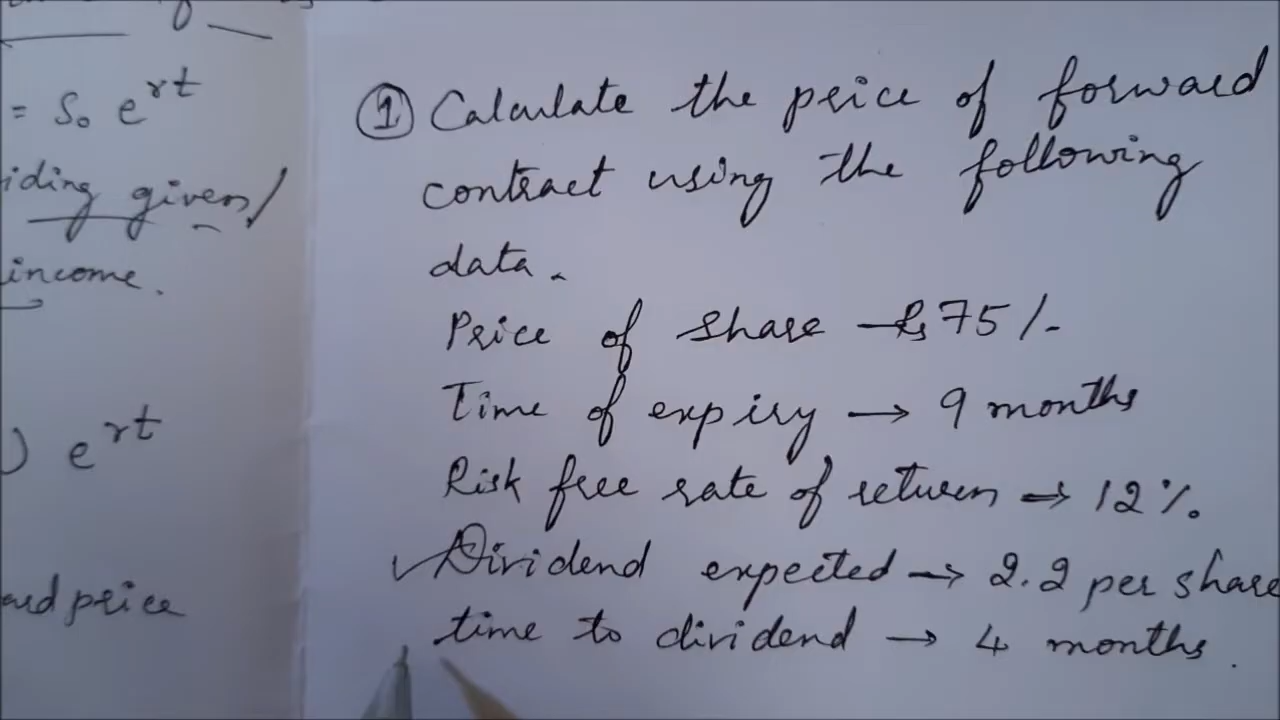 = S₀ e^rt
iding given/
income.
) e^rt
ard price
① Calculate the price of forward
contract using the following
data.
Price of share - Rs 75/-
Time of expiry → 9 months
Risk free rate of return → 12%.
✓ Dividend expected → 2.2 per share
time to dividend → 4 months.